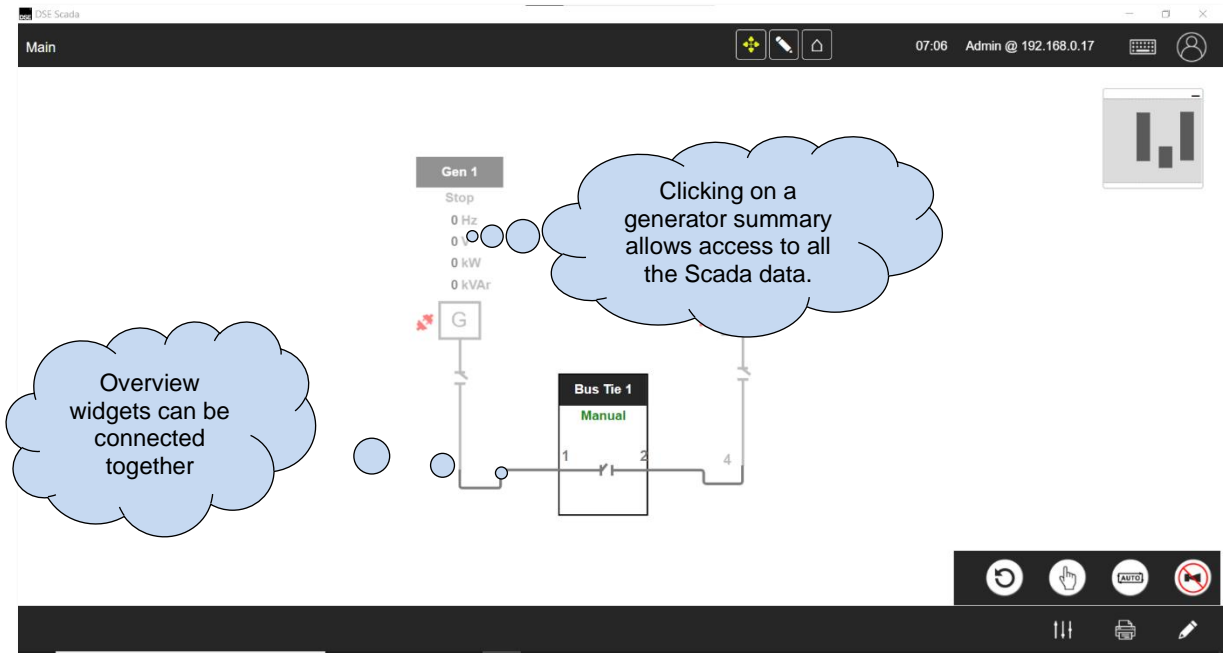 DSE Scada
Main
07:06 Admin @ 192.168.0.17
Gen 1
Stop
0 Hz
0 V
0 kW
0 kVAr
G
Clicking on a
generator summary
allows access to all
the Scada data.
Overview
widgets can be
connected
together
Bus Tie 1
Manual
1 2
4
AUTO